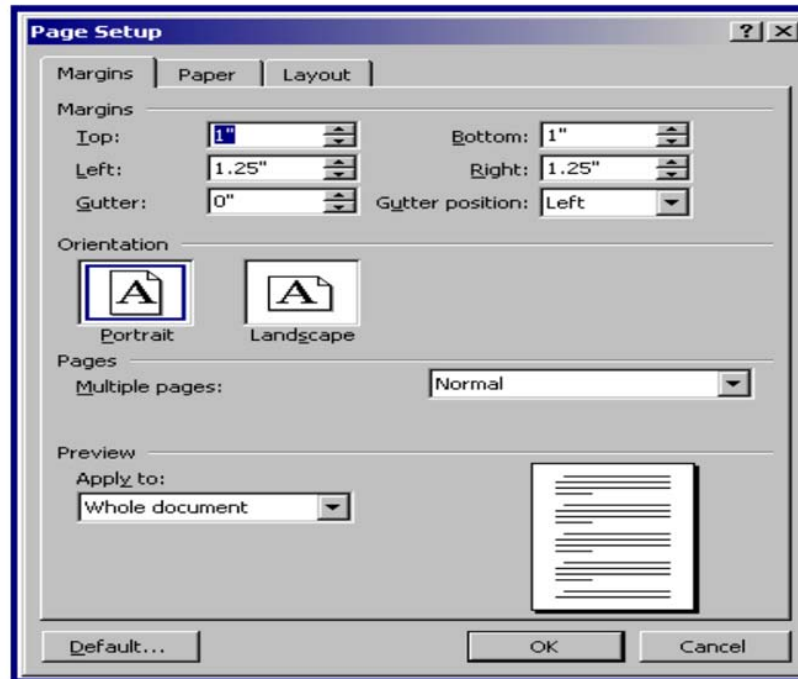 Page Setup
Margins Paper Layout
Margins
Top: 1" Bottom: 1"
Left: 1.25" Right: 1.25"
Gutter: 0" Gutter position: Left
Orientation
A A
Portrait Landscape
Pages
Multiple pages: Normal
Preview
Apply to:
Whole document
Default... OK Cancel